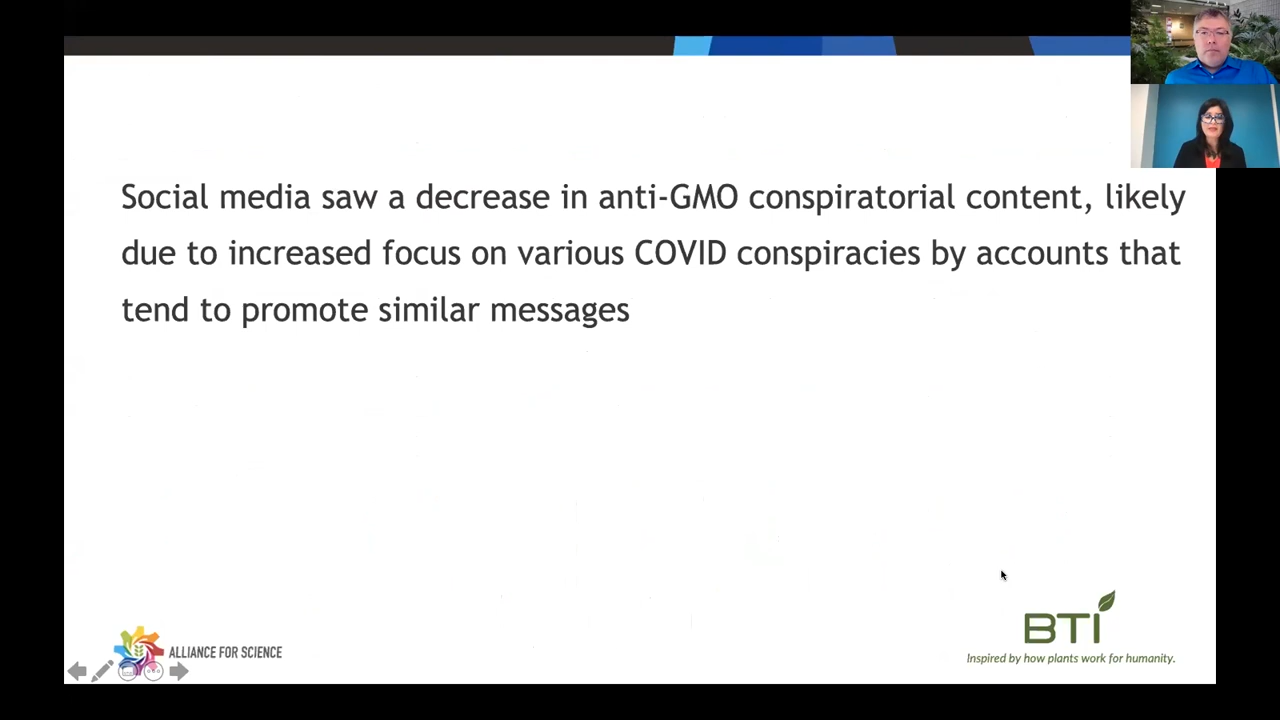 Social media saw a decrease in anti-GMO conspiratorial content, likely
due to increased focus on various COVID conspiracies by accounts that
tend to promote similar messages
ALLIANCE FOR SCIENCE
BTI
Inspired by how plants work for humanity.